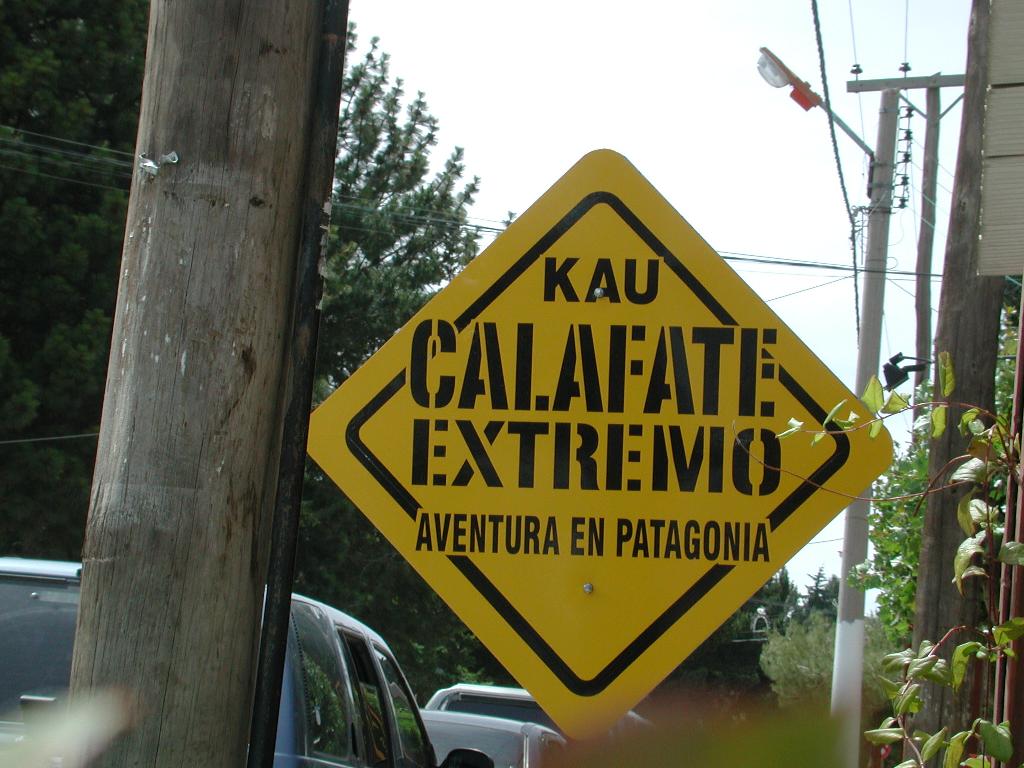 KAU
CALAFATE
EXTREMO
AVENTURA EN PATAGONIA